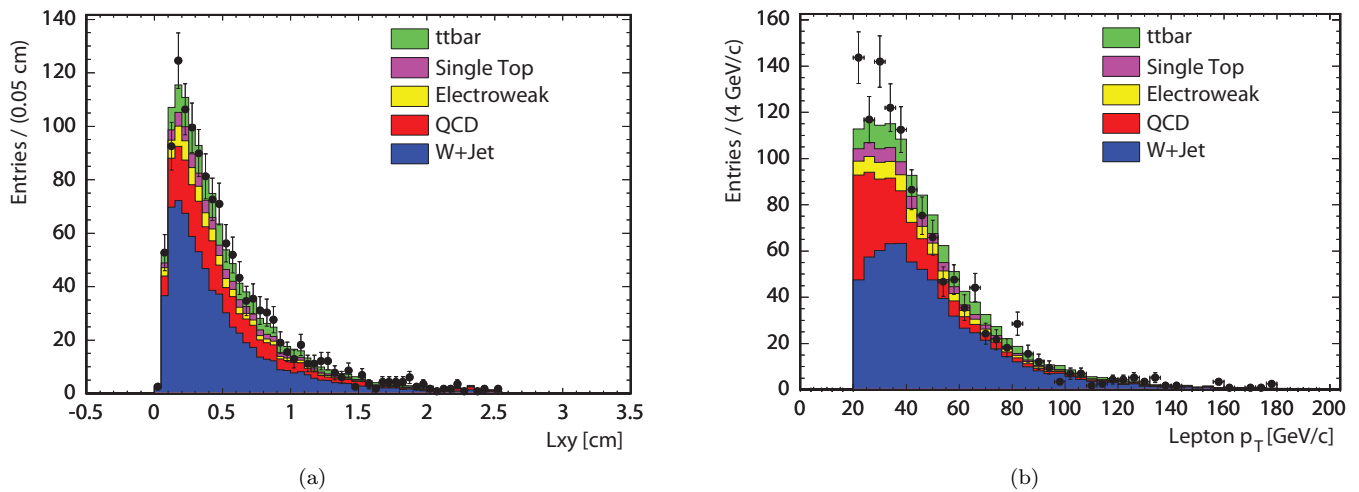 Entries / (0.05 cm)
140
120
100
80
60
40
20
0
-0.5 0 0.5 1 1.5 2 2.5 3 3.5
Lxy [cm]
ttbar
Single Top
Electroweak
QCD
W+Jet
(a)
Entries / (4 GeV/c)
160
140
120
100
80
60
40
20
0
0 20 40 60 80 100 120 140 160 180 200
Lepton p_T [GeV/c]
ttbar
Single Top
Electroweak
QCD
W+Jet
(b)